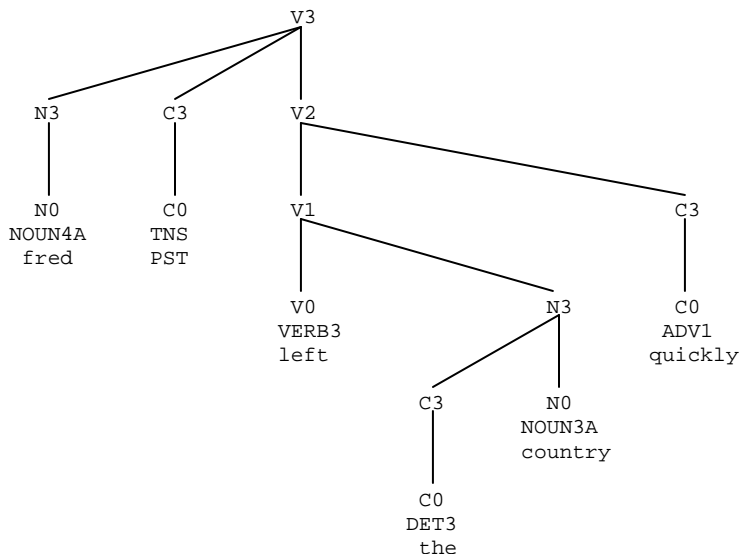 V3
N3 C3 V2
N0 C0 V1 C3
NOUN4A TNS
fred PST
V0 N3 C0
VERB3 ADV1
left quickly
C3 N0
NOUN3A
country
C0
DET3
the